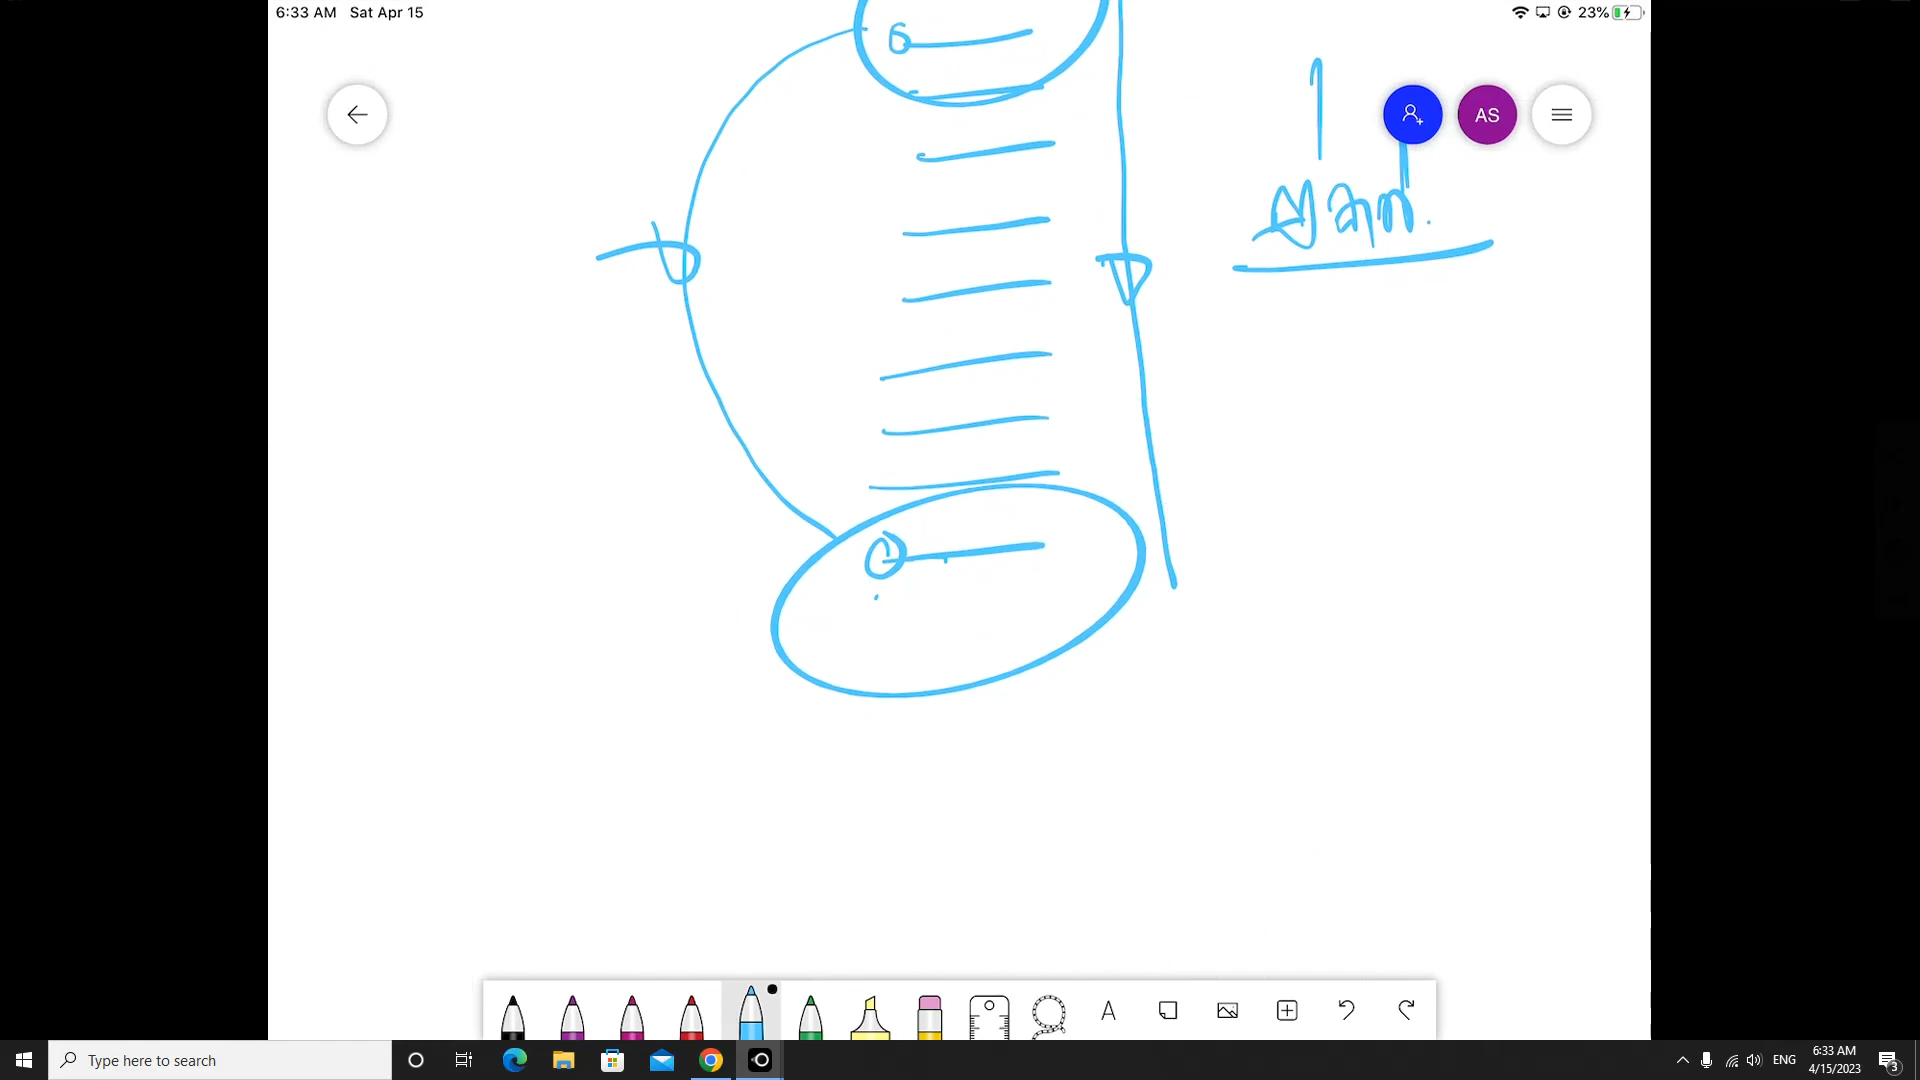 6:33 AM Sat Apr 15
23%
1
AS
A
Type here to search
ENG
6:33 AM
4/15/2023
3